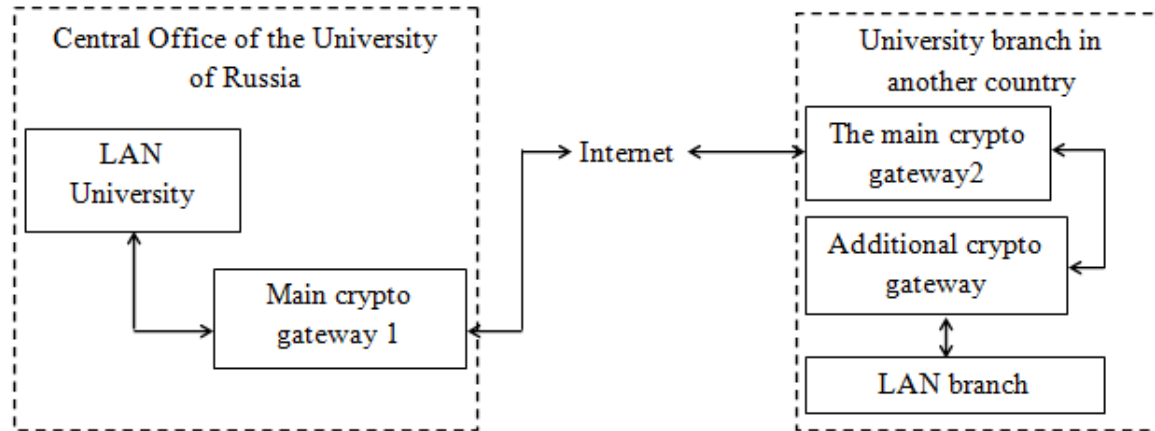 Central Office of the University
of Russia
LAN
University
Main crypto
gateway 1
Internet
University branch in
another country
The main crypto
gateway2
Additional crypto
gateway
LAN branch